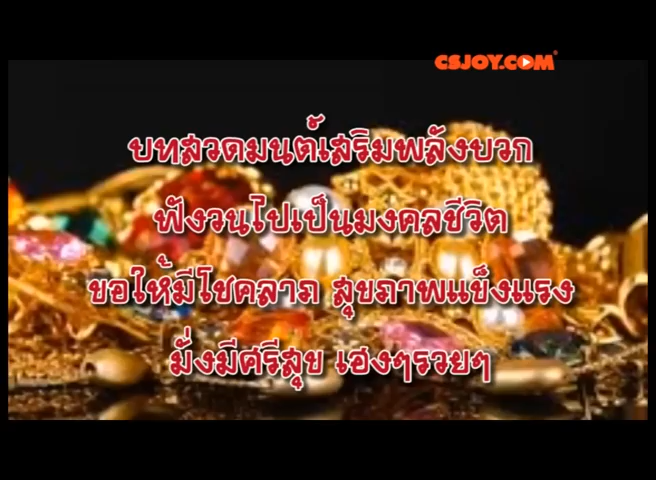 CSJOY.COM
บทสวดมนต์เสริมพลังบวก
ฟังวนไปเป็นมงคลชีวิต
ขอให้มีโชคลาภ สุขภาพแข็งแรง
มั่งมีศรีสุข เฮงๆรวยๆ